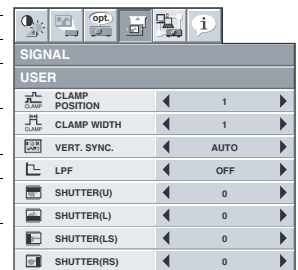 opt.
i
SIGNAL
USER
CLAMP CLAMP POSITION 1
CLAMP CLAMP WIDTH 1
VERT. SYNC. AUTO
LPF OFF
SHUTTER(U) 0
SHUTTER(L) 0
SHUTTER(LS) 0
SHUTTER(RS) 0